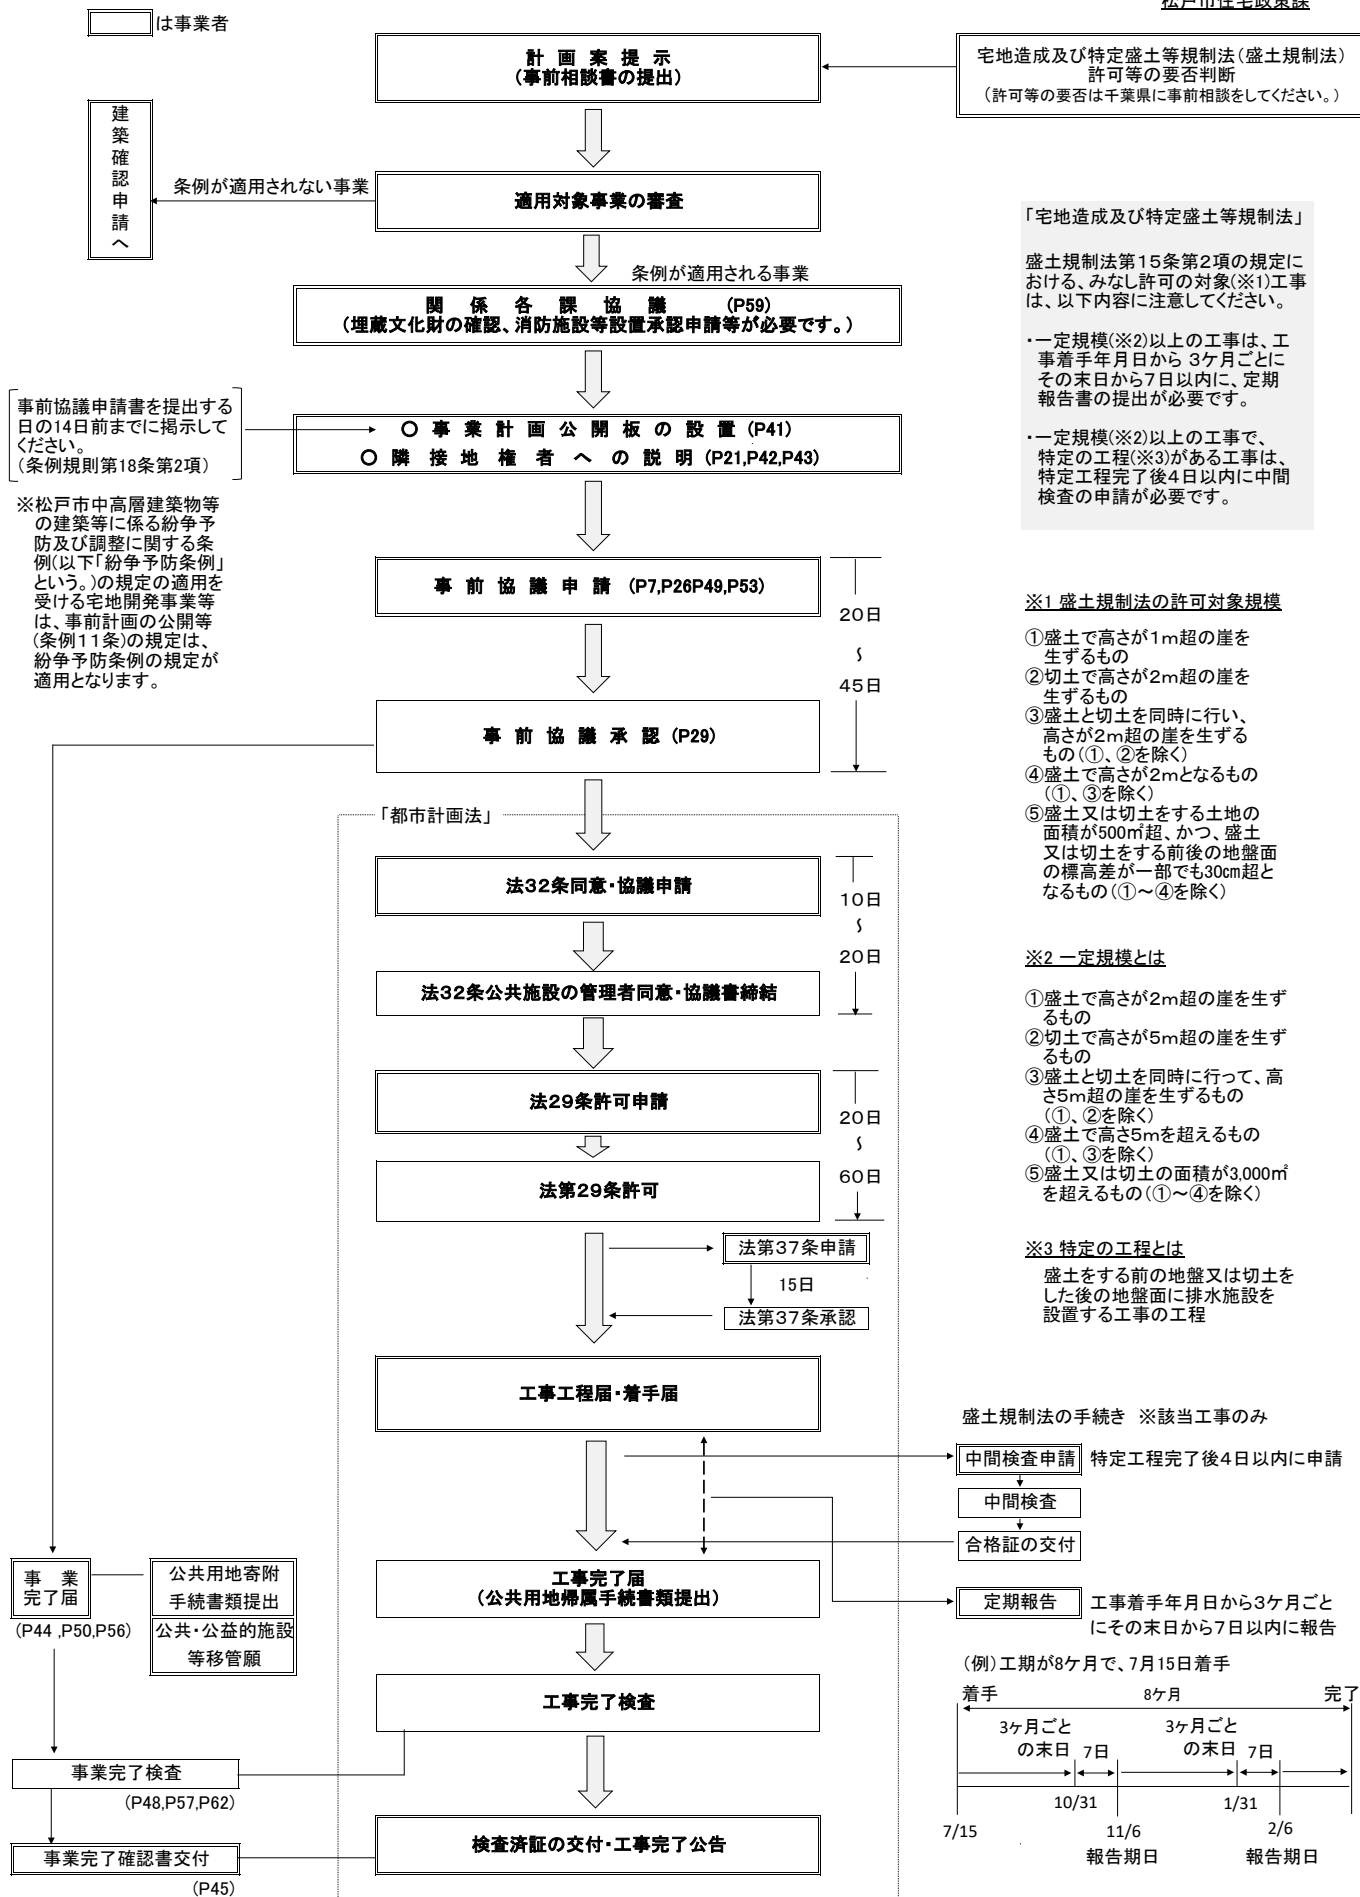 松戸市住宅政策課
は事業者
計画案提示
(事前相談書の提出)
宅地造成及び特定盛土等規制法(盛土規制法)
許可等の要否判断
(許可等の要否は千葉県に事前相談をしてください。)
建築確認申請へ
条例が適用されない事業
適用対象事業の審査
条例が適用される事業
関係各課協議 (P59)
(埋蔵文化財の確認、消防施設等設置承認申請等が必要です。)
事前協議申請書を提出する
日の14日前までに掲示して
ください。
(条例規則第18条第2項)
○ 事業計画公開板の設置 (P41)
○ 隣接地権者への説明 (P21,P42,P43)
※松戸市中高層建築物等
の建築等に係る紛争予
防及び調整に関する条
例(以下「紛争予防条例」
という。)の規定の適用を
受ける宅地開発事業等
は、事前計画の公開等
(条例11条)の規定は、
紛争予防条例の規定が
適用となります。
事前協議申請 (P7,P26P49,P53)
20日
~
45日
事前協議承認 (P29)
「都市計画法」
法32条同意・協議申請
10日
~
20日
法32条公共施設の管理者同意・協議書締結
法29条許可申請
20日
~
60日
法第29条許可
法第37条申請
15日
法第37条承認
工事工程届・着手届
工事完了届
(公共用地帰属手続書類提出)
工事完了検査
検査済証の交付・工事完了公告
事業
完了届
(P44 ,P50,P56)
公共用地寄附
手続書類提出
公共・公益的施設
等移管願
事業完了検査
(P48,P57,P62)
事業完了確認書交付
(P45)
「宅地造成及び特定盛土等規制法」
盛土規制法第15条第2項の規定に
おける、みなし許可の対象(※1)工事
は、以下内容に注意してください。
・一定規模(※2)以上の工事は、工
事着手年月日から 3ケ月ごとに
その末日から7日以内に、定期
報告書の提出が必要です。
・一定規模(※2)以上の工事で、
特定の工程(※3)がある工事は、
特定工程完了後4日以内に中間
検査の申請が必要です。
※1 盛土規制法の許可対象規模
①盛土で高さが1m超の崖を
生ずるもの
②切土で高さが2m超の崖を
生ずるもの
③盛土と切土を同時に行い、
高さが2m超の崖を生ずる
もの(①、②を除く)
④盛土で高さが2mとなるもの
(①、③を除く)
⑤盛土又は切土をする土地の
面積が500㎡超、かつ、盛土
又は切土をする前後の地盤面
の標高差が一部でも30㎝超と
なるもの(①~④を除く)
※2 一定規模とは
①盛土で高さが2m超の崖を生ず
るもの
②切土で高さが5m超の崖を生ず
るもの
③盛土と切土を同時に行って、高
さ5m超の崖を生ずるもの
(①、②を除く)
④盛土で高さ5mを超えるもの
(①、③を除く)
⑤盛土又は切土の面積が3,000㎡
を超えるもの(①~④を除く)
※3 特定の工程とは
盛土をする前の地盤又は切土を
した後の地盤面に排水施設を
設置する工事の工程
盛土規制法の手続き ※該当工事のみ
中間検査申請 特定工程完了後4日以内に申請
中間検査
合格証の交付
定期報告 工事着手年月日から3ケ月ごと
にその末日から7日以内に報告
(例)工期が8ケ月で、7月15日着手
着手 8ケ月 完了
3ヶ月ごと 3ヶ月ごと
の末日 7日 の末日 7日
10/31 1/31
7/15 11/6 2/6
報告期日 報告期日